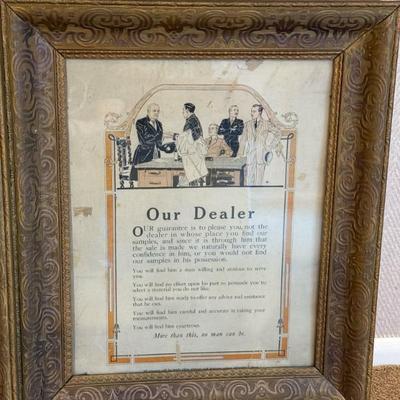 Our Dealer
OUR guarantee is to please you, not the
dealer in whose place you find our
samples, and since it is through him that
the sale is made we naturally have every
confidence in him, or you would not find
our samples in his possession.
You will find him a man willing and anxious to serve
you.
You will find no effort upon his part to persuade you to
select a material you do not like.
You will find him ready to offer any advice and assistance
that he can.
You will find him careful and accurate in taking your
measurements.
You will find him courteous.
More than this, no man can be.